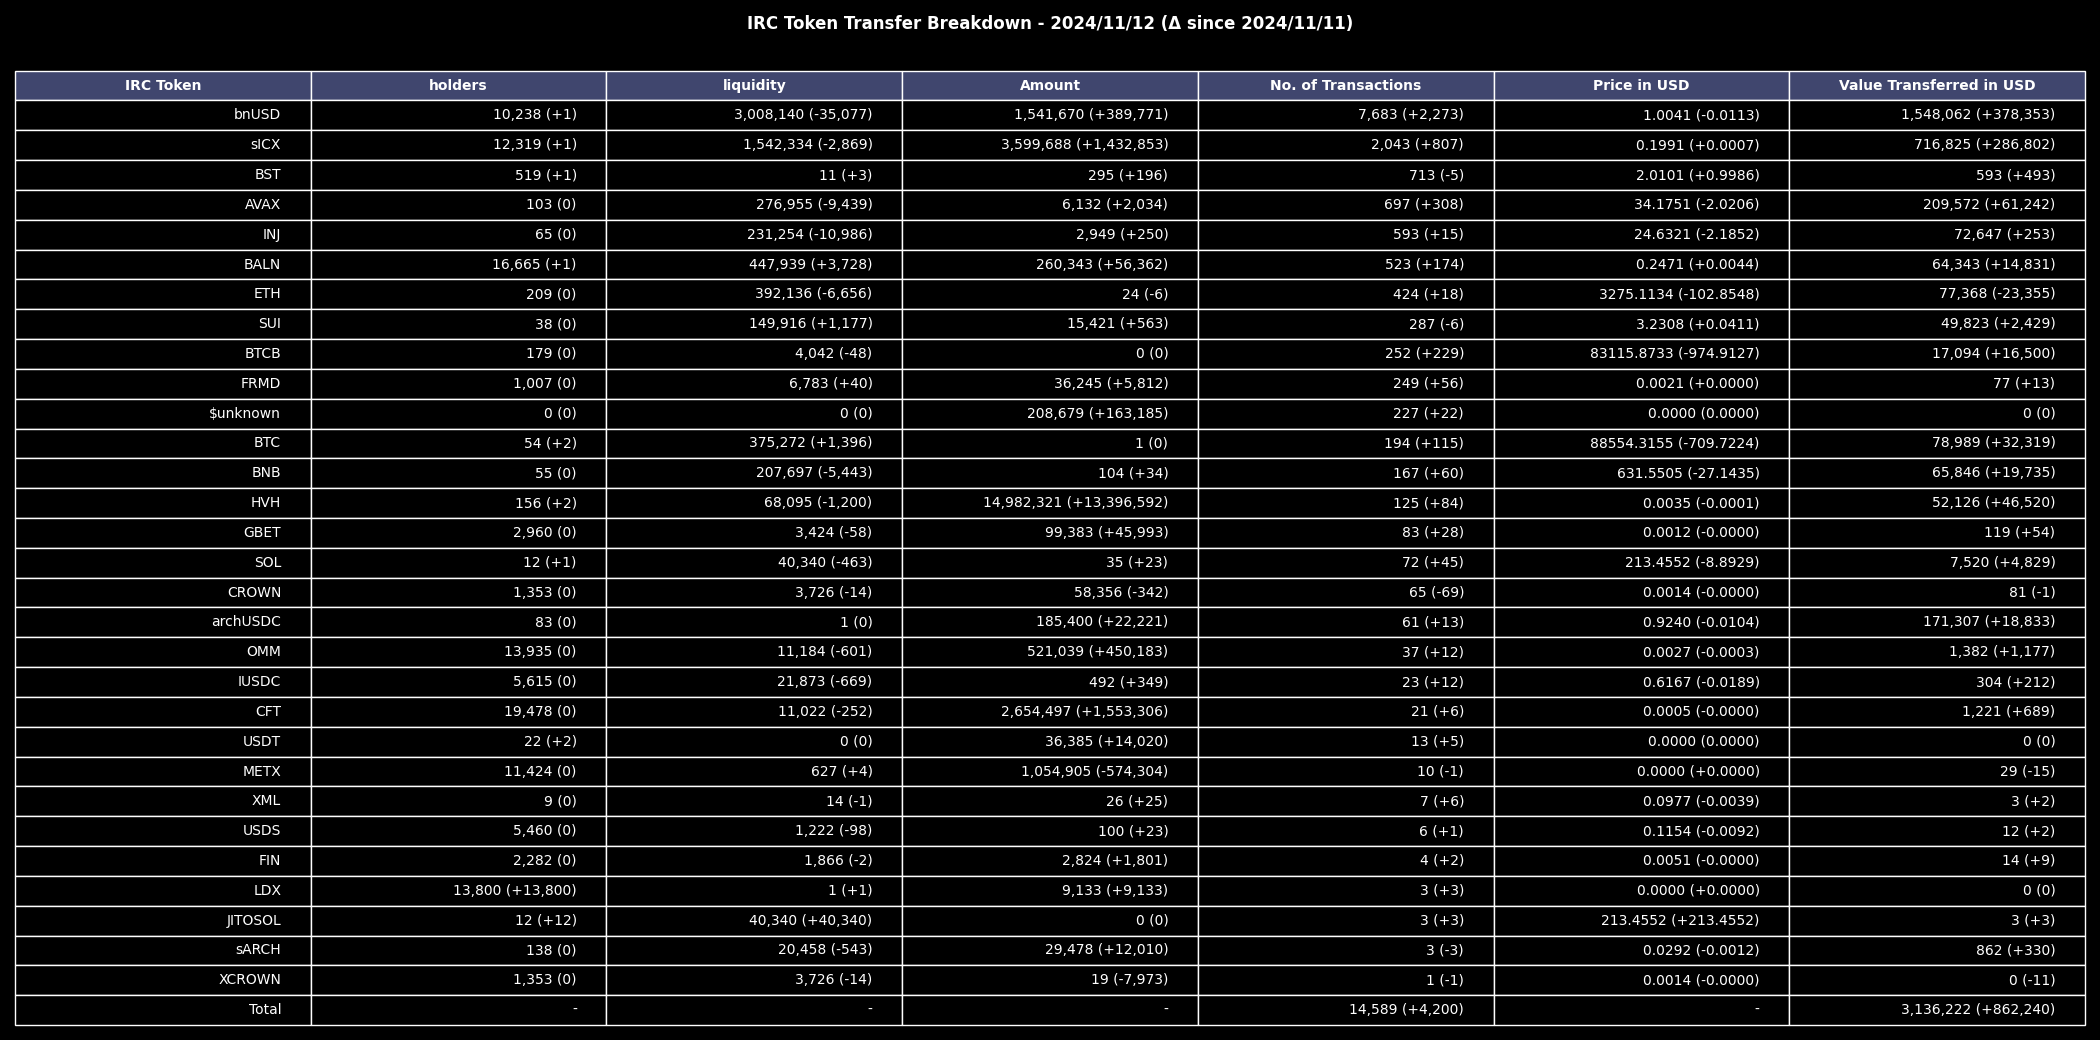 IRC Token Transfer Breakdown - 2024/11/12 (Δ since 2024/11/11)
IRC Token holders liquidity Amount No. of Transactions Price in USD Value Transferred in USD
bnUSD 10,238 (+1) 3,008,140 (-35,077) 1,541,670 (+389,771) 7,683 (+2,273) 1.0041 (-0.0113) 1,548,062 (+378,353)
sICX 12,319 (+1) 1,542,334 (-2,869) 3,599,688 (+1,432,853) 2,043 (+807) 0.1991 (+0.0007) 716,825 (+286,802)
BST 519 (+1) 11 (+3) 295 (+196) 713 (-5) 2.0101 (+0.9986) 593 (+493)
AVAX 103 (0) 276,955 (-9,439) 6,132 (+2,034) 697 (+308) 34.1751 (-2.0206) 209,572 (+61,242)
INJ 65 (0) 231,254 (-10,986) 2,949 (+250) 593 (+15) 24.6321 (-2.1852) 72,647 (+253)
BALN 16,665 (+1) 447,939 (+3,728) 260,343 (+56,362) 523 (+174) 0.2471 (+0.0044) 64,343 (+14,831)
ETH 209 (0) 392,136 (-6,656) 24 (-6) 424 (+18) 3275.1134 (-102.8548) 77,368 (-23,355)
SUI 38 (0) 149,916 (+1,177) 15,421 (+563) 287 (-6) 3.2308 (+0.0411) 49,823 (+2,429)
BTCB 179 (0) 4,042 (-48) 0 (0) 252 (+229) 83115.8733 (-974.9127) 17,094 (+16,500)
FRMD 1,007 (0) 6,783 (+40) 36,245 (+5,812) 249 (+56) 0.0021 (+0.0000) 77 (+13)
$unknown 0 (0) 0 (0) 208,679 (+163,185) 227 (+22) 0.0000 (0.0000) 0 (0)
BTC 54 (+2) 375,272 (+1,396) 1 (0) 194 (+115) 88554.3155 (-709.7224) 78,989 (+32,319)
BNB 55 (0) 207,697 (-5,443) 104 (+34) 167 (+60) 631.5505 (-27.1435) 65,846 (+19,735)
HVH 156 (+2) 68,095 (-1,200) 14,982,321 (+13,396,592) 125 (+84) 0.0035 (-0.0001) 52,126 (+46,520)
GBET 2,960 (0) 3,424 (-58) 99,383 (+45,993) 83 (+28) 0.0012 (-0.0000) 119 (+54)
SOL 12 (+1) 40,340 (-463) 35 (+23) 72 (+45) 213.4552 (-8.8929) 7,520 (+4,829)
CROWN 1,353 (0) 3,726 (-14) 58,356 (-342) 65 (-69) 0.0014 (-0.0000) 81 (-1)
archUSDC 83 (0) 1 (0) 185,400 (+22,221) 61 (+13) 0.9240 (-0.0104) 171,307 (+18,833)
OMM 13,935 (0) 11,184 (-601) 521,039 (+450,183) 37 (+12) 0.0027 (-0.0003) 1,382 (+1,177)
IUSDC 5,615 (0) 21,873 (-669) 492 (+349) 23 (+12) 0.6167 (-0.0189) 304 (+212)
CFT 19,478 (0) 11,022 (-252) 2,654,497 (+1,553,306) 21 (+6) 0.0005 (-0.0000) 1,221 (+689)
USDT 22 (+2) 0 (0) 36,385 (+14,020) 13 (+5) 0.0000 (0.0000) 0 (0)
METX 11,424 (0) 627 (+4) 1,054,905 (-574,304) 10 (-1) 0.0000 (+0.0000) 29 (-15)
XML 9 (0) 14 (-1) 26 (+25) 7 (+6) 0.0977 (-0.0039) 3 (+2)
USDS 5,460 (0) 1,222 (-98) 100 (+23) 6 (+1) 0.1154 (-0.0092) 12 (+2)
FIN 2,282 (0) 1,866 (-2) 2,824 (+1,801) 4 (+2) 0.0051 (-0.0000) 14 (+9)
LDX 13,800 (+13,800) 1 (+1) 9,133 (+9,133) 3 (+3) 0.0000 (+0.0000) 0 (0)
JITOSOL 12 (+12) 40,340 (+40,340) 0 (0) 3 (+3) 213.4552 (+213.4552) 3 (+3)
sARCH 138 (0) 20,458 (-543) 29,478 (+12,010) 3 (-3) 0.0292 (-0.0012) 862 (+330)
XCROWN 1,353 (0) 3,726 (-14) 19 (-7,973) 1 (-1) 0.0014 (-0.0000) 0 (-11)
Total - - - 14,589 (+4,200) - 3,136,222 (+862,240)